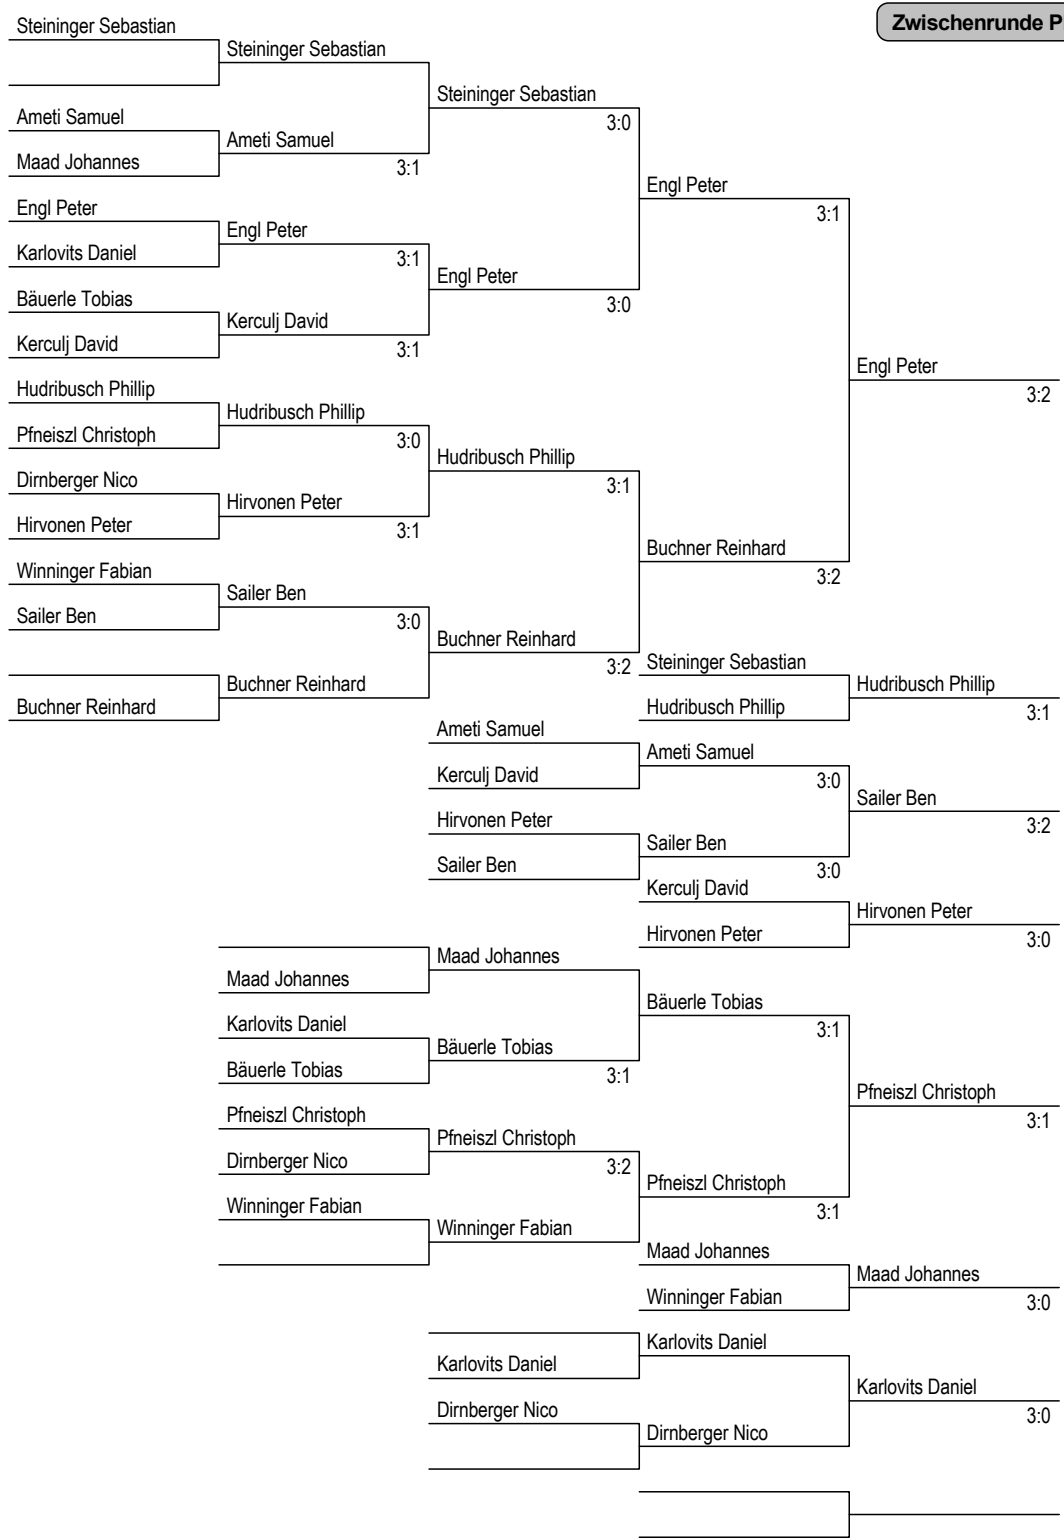 Steininger Sebastian
Zwischenrunde P
Steininger Sebastian
Steininger Sebastian
3:0
Ameti Samuel
Ameti Samuel
3:1
Maad Johannes
Engl Peter
3:1
Engl Peter
Engl Peter
3:1
Karlovits Daniel
Engl Peter
3:0
Bäuerle Tobias
Kerculj David
3:1
Kerculj David
Engl Peter
3:2
Hudribusch Phillip
Hudribusch Phillip
3:0
Pfneiszl Christoph
Hudribusch Phillip
3:1
Dirnberger Nico
Hirvonen Peter
3:1
Hirvonen Peter
Buchner Reinhard
3:2
Winninger Fabian
Sailer Ben
3:0
Sailer Ben
Buchner Reinhard
3:2
Steininger Sebastian
Buchner Reinhard
Hudribusch Phillip
3:1
Buchner Reinhard
Hudribusch Phillip
Ameti Samuel
Ameti Samuel
3:0
Kerculj David
Sailer Ben
3:2
Hirvonen Peter
Sailer Ben
3:0
Sailer Ben
Kerculj David
Hirvonen Peter
3:0
Hirvonen Peter
Maad Johannes
Maad Johannes
Bäuerle Tobias
3:1
Karlovits Daniel
Bäuerle Tobias
3:1
Bäuerle Tobias
Pfneiszl Christoph
3:1
Pfneiszl Christoph
Pfneiszl Christoph
3:2
Dirnberger Nico
Pfneiszl Christoph
3:1
Winninger Fabian
Winninger Fabian
Maad Johannes
Maad Johannes
3:0
Winninger Fabian
Karlovits Daniel
Karlovits Daniel
Karlovits Daniel
3:0
Dirnberger Nico
Dirnberger Nico